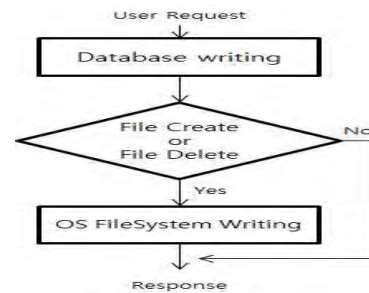 User Request
Database writing
File Create
or
File Delete
No
Yes
OS FileSystem Writing
Response